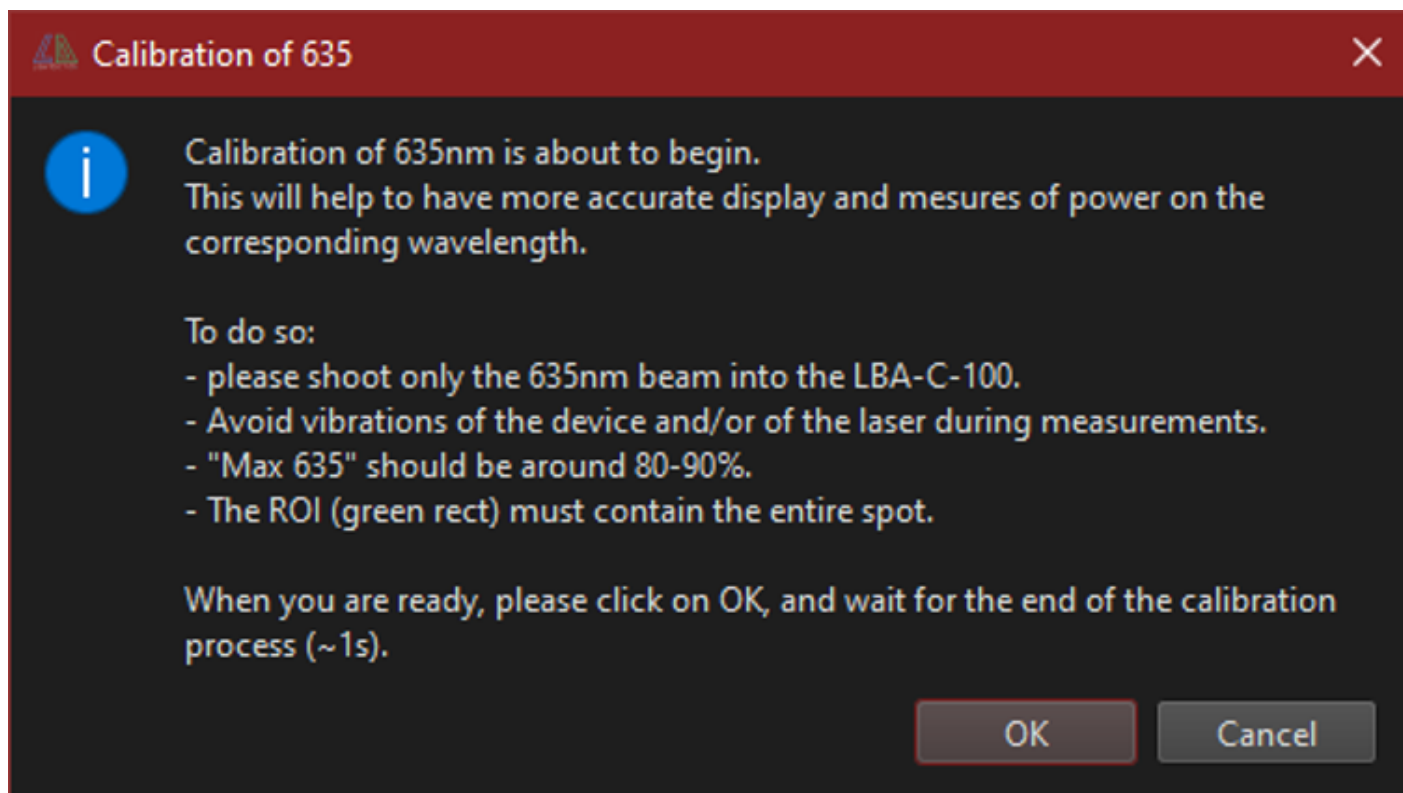 Calibration of 635
Calibration of 635nm is about to begin.
This will help to have more accurate display and mesures of power on the
corresponding wavelength.
To do so:
- please shoot only the 635nm beam into the LBA-C-100.
- Avoid vibrations of the device and/or of the laser during measurements.
- "Max 635" should be around 80-90%.
- The ROI (green rect) must contain the entire spot.
When you are ready, please click on OK, and wait for the end of the calibration
process (~1s).
OK
Cancel